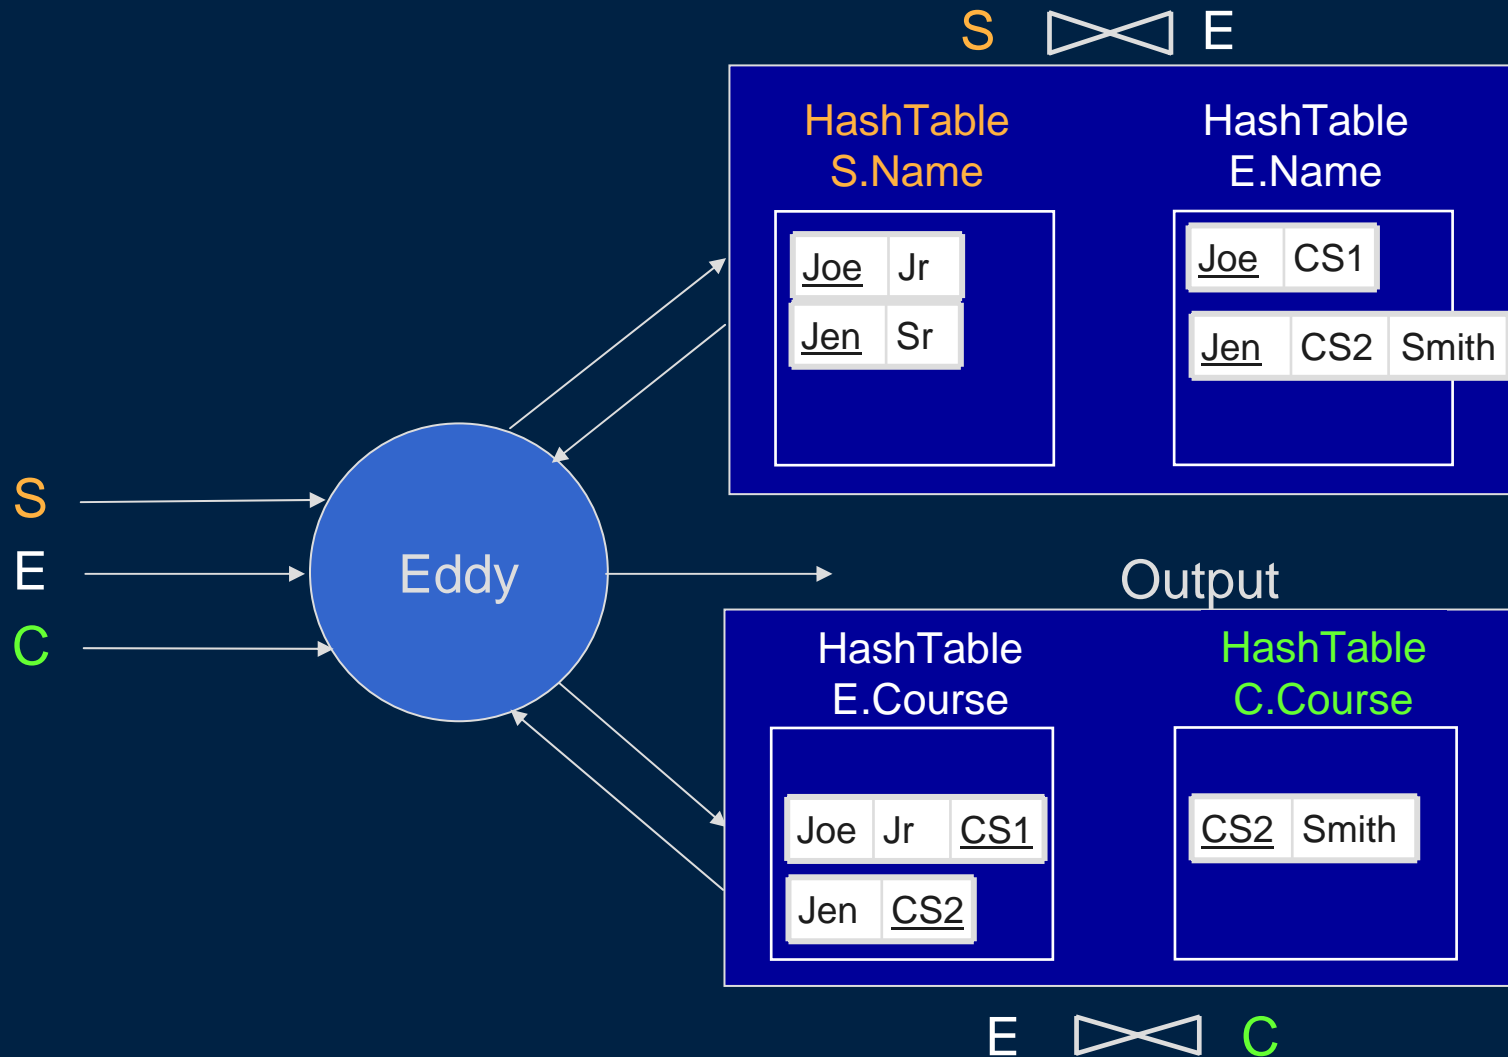 S E
HashTable HashTable
S.Name E.Name
Joe Jr Joe CS1
Jen Sr Jen CS2 Smith
S
E
C
Eddy
Output
HashTable HashTable
E.Course C.Course
Joe Jr CS1 CS2 Smith
Jen CS2
E C